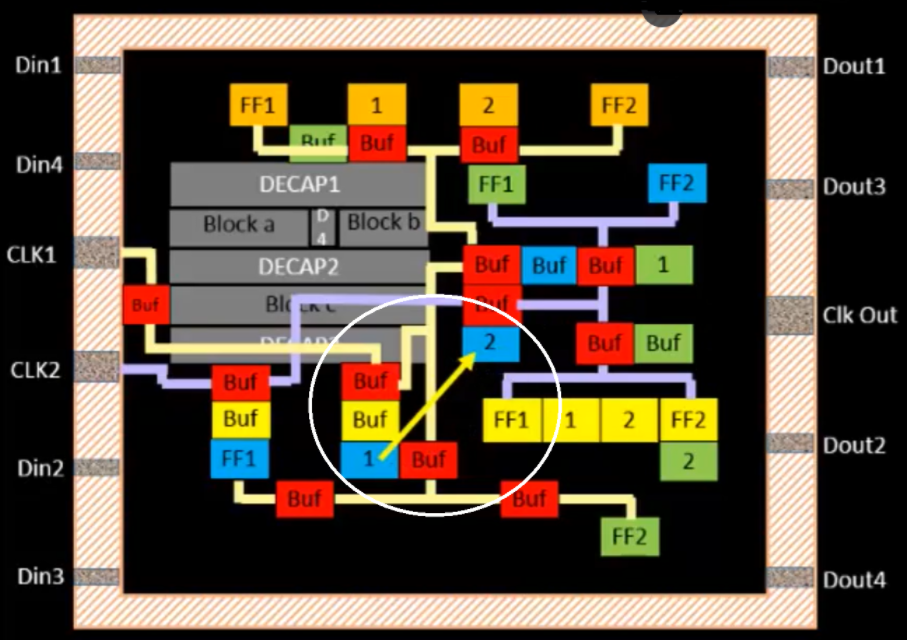 Din1
Dout1
FF1
1
2
FF2
Buf
Buf
Buf
Din4
DECAP1
FF1
FF2
Dout3
Block a
D
4
Block b
CLK1
DECAP2
Buf
Buf
Buf
1
Buf
Block c
Buf
Clk Out
2
Buf
Buf
CLK2
Buf
Buf
Buf
Buf
FF1
1
2
FF2
FF1
1
Buf
2
Dout2
Din2
Buf
Buf
FF2
Din3
Dout4